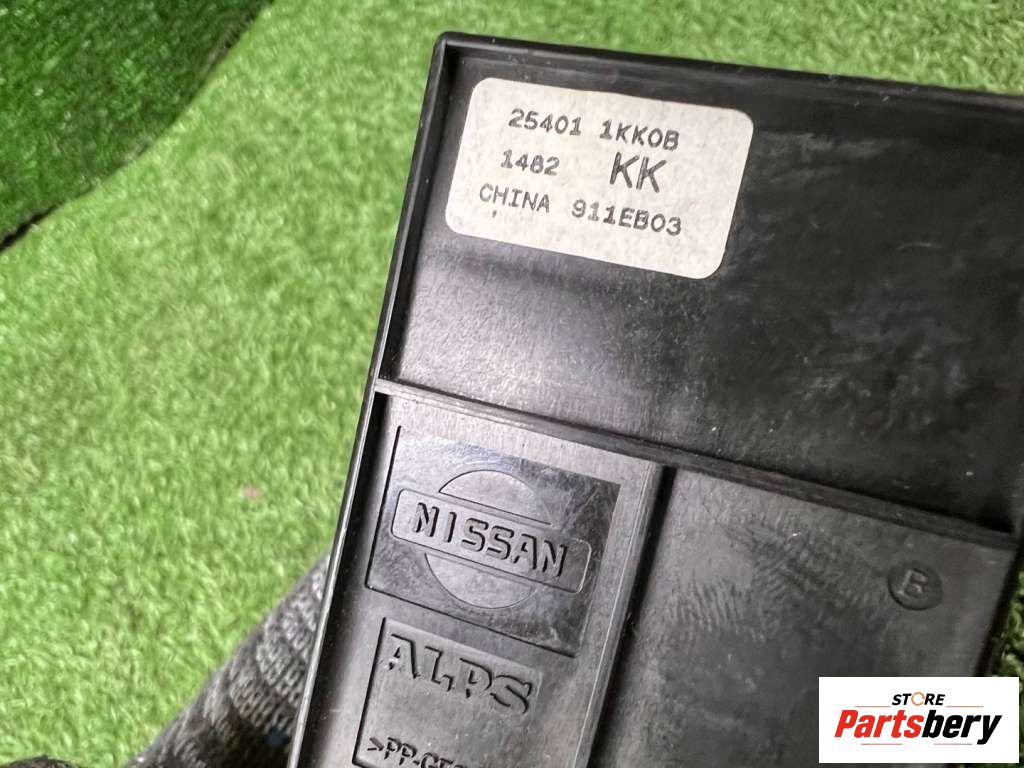 25401 1KK0B
1482 KK
CHINA 911EB03
NISSAN
B
ALPS
STORE
Partsbery